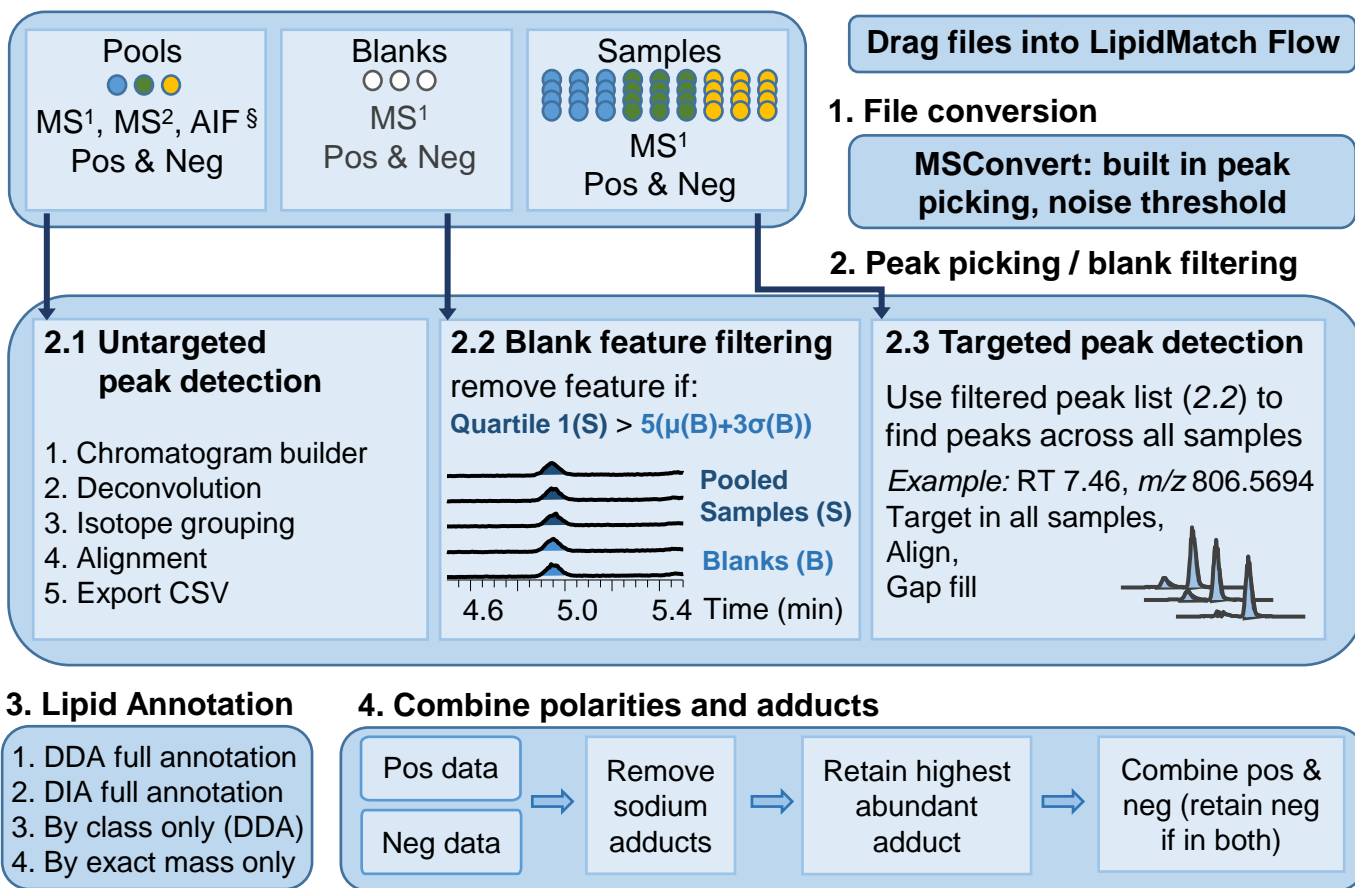 Pools
MS¹, MS², AIF §
Pos & Neg
Blanks
MS¹
Pos & Neg
Samples
MS¹
Pos & Neg
Drag files into LipidMatch Flow
1. File conversion
MSConvert: built in peak
picking, noise threshold
2. Peak picking / blank filtering
2.1 Untargeted
peak detection
1. Chromatogram builder
2. Deconvolution
3. Isotope grouping
4. Alignment
5. Export CSV
2.2 Blank feature filtering
remove feature if:
Quartile 1(S) > 5(µ(B)+3σ(B))
Pooled
Samples (S)
Blanks (B)
4.6 5.0 5.4 Time (min)
2.3 Targeted peak detection
Use filtered peak list (2.2) to
find peaks across all samples
Example: RT 7.46, m/z 806.5694
Target in all samples,
Align,
Gap fill
3. Lipid Annotation
1. DDA full annotation
2. DIA full annotation
3. By class only (DDA)
4. By exact mass only
4. Combine polarities and adducts
Pos data
Neg data
Remove
sodium
adducts
Retain highest
abundant
adduct
Combine pos &
neg (retain neg
if in both)